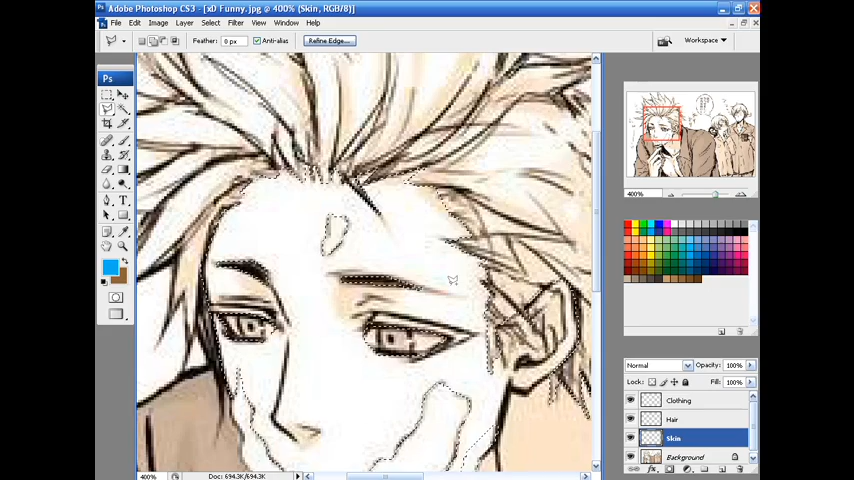 Adobe Photoshop CS3 - [xD Funny.jpg @ 400% (Skin, RGB/8)]
File Edit Image Layer Select Filter View Window Help
Feather: 0 px Anti-alias Refine Edge... Workspace
Ps
400%
Normal Opacity: 100%
Lock: Fill: 100%
Clothing
Hair
Skin
Background
400% Doc: 694.3K/694.3K